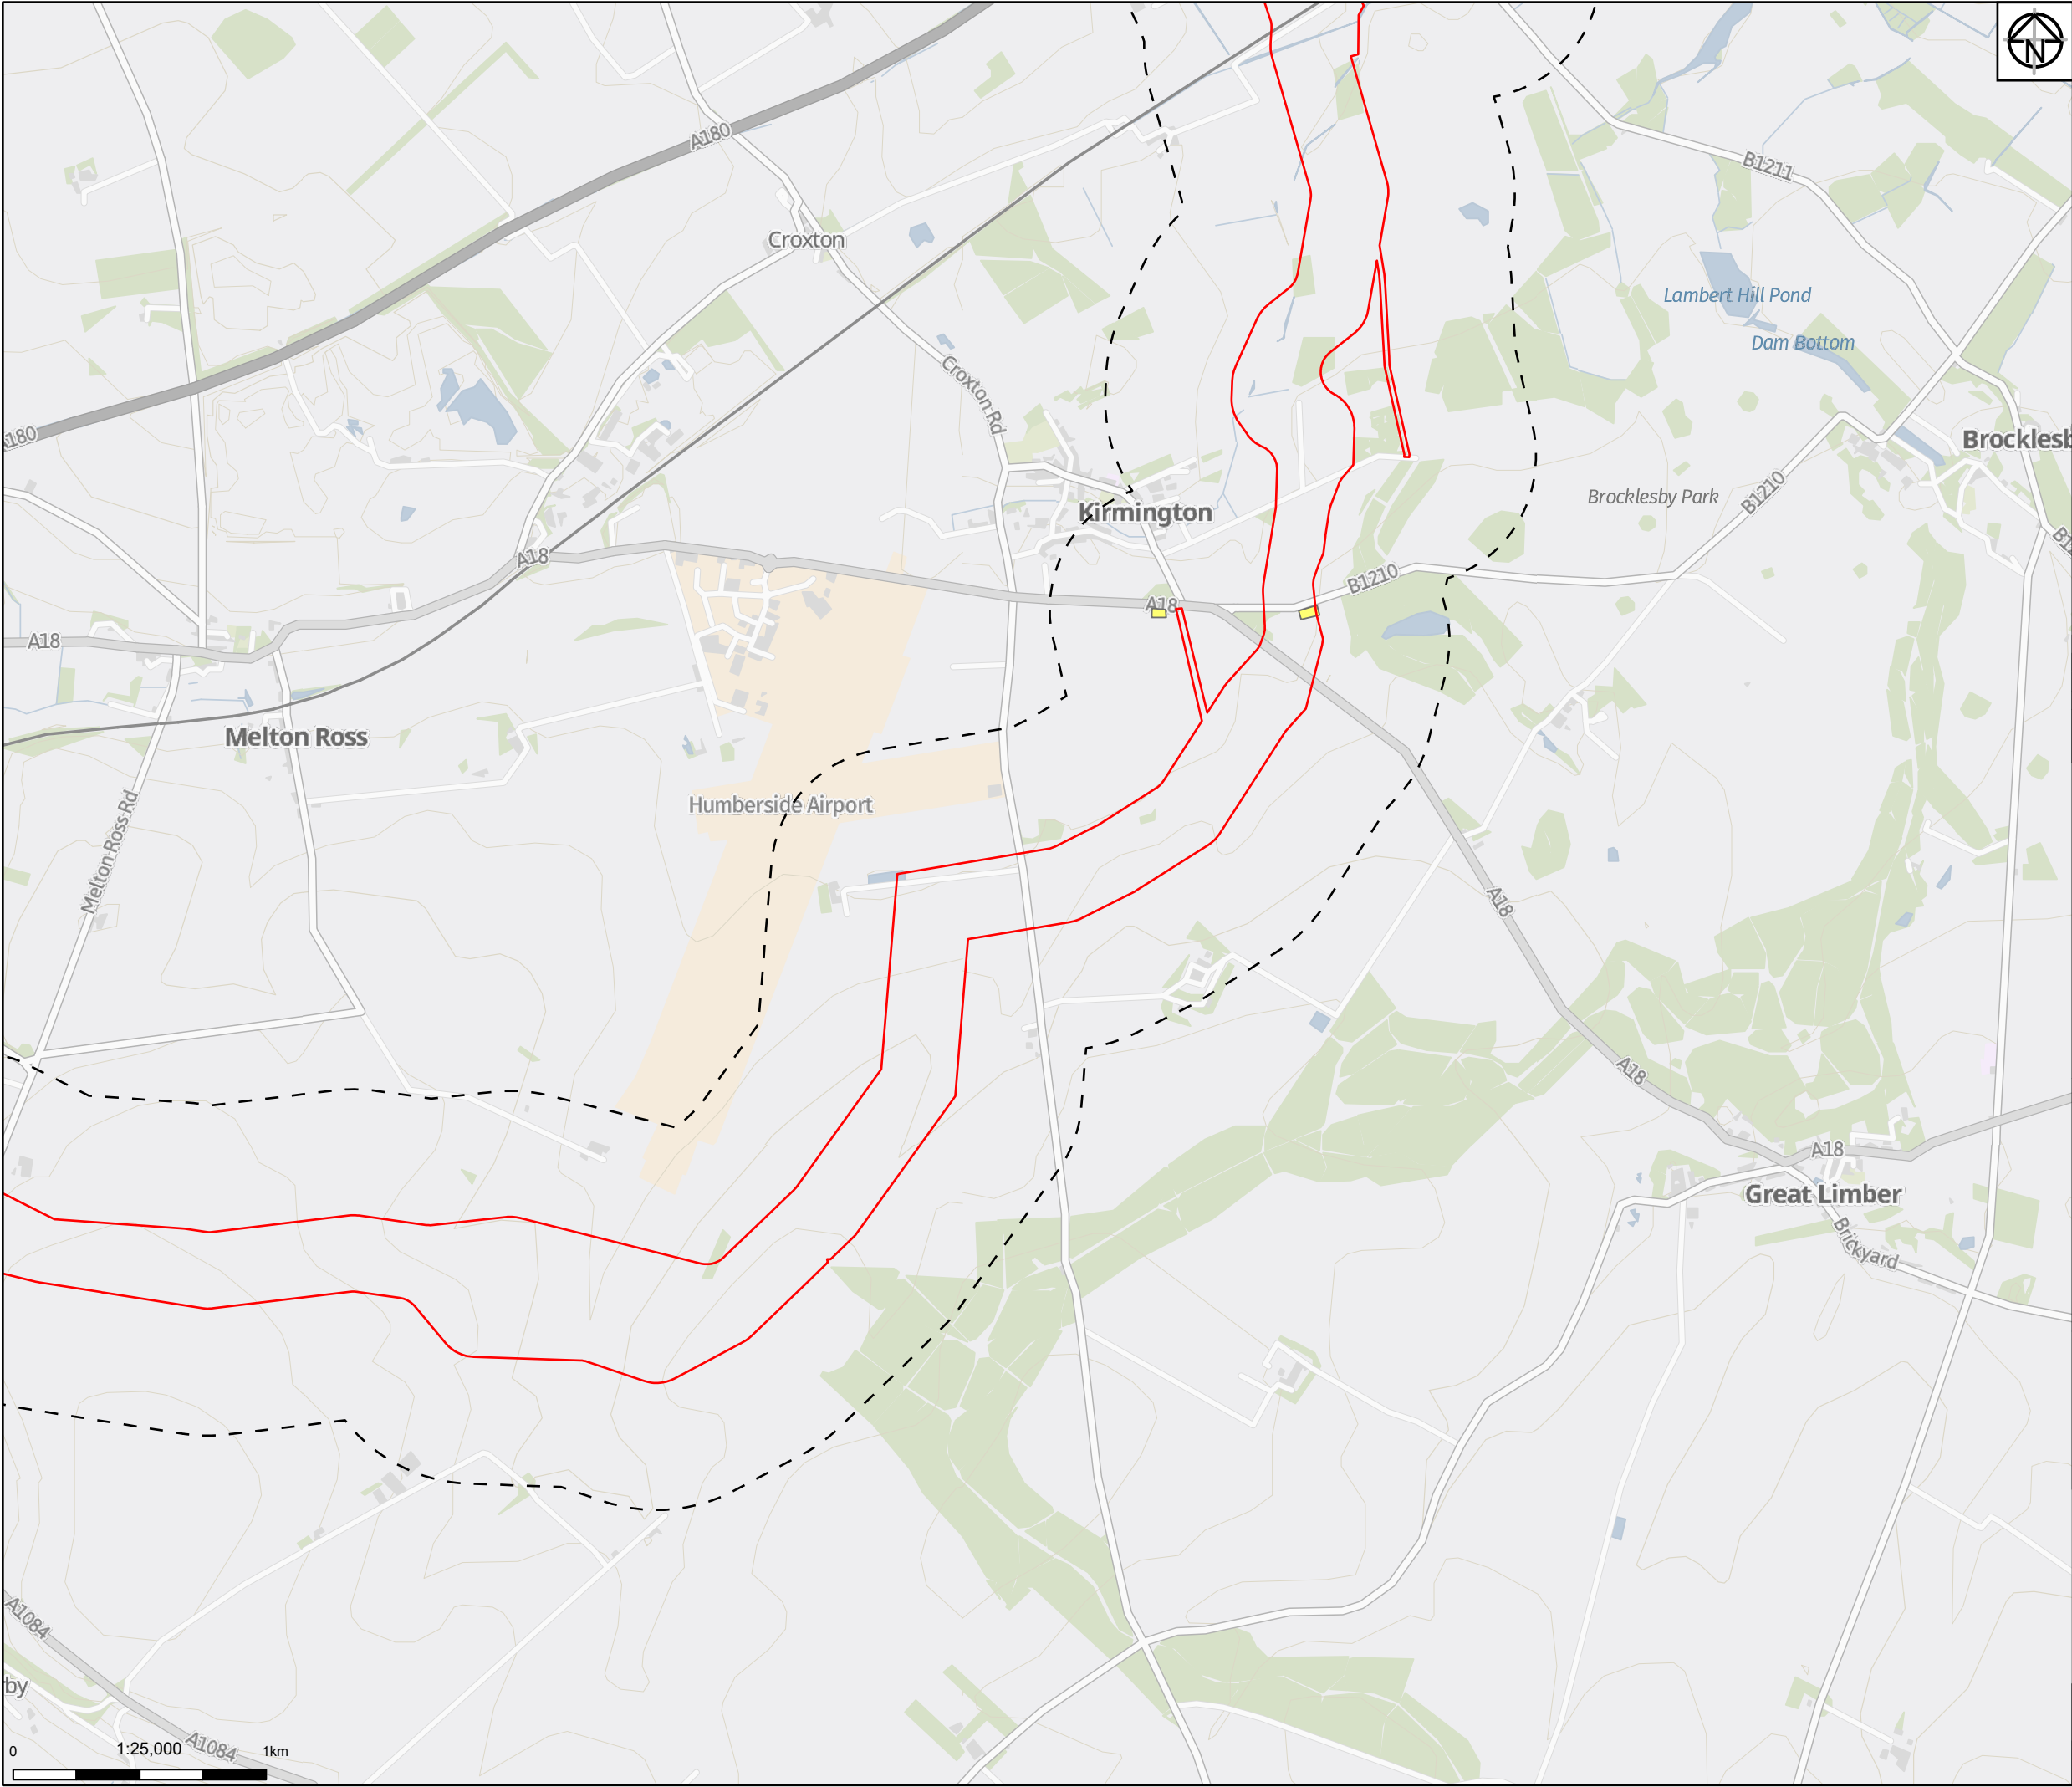 N
A180
B1211
Croxton
Lambert Hill Pond
Dam Bottom
Croxton Rd
Brocklesb
A180
B1210
Brocklesby Park
Kirmington
A18
B1210
A18
A18
Melton Ross
Humberside Airport
Melton Ross Rd
A18
A18
A18
Great Limber
Brickyard
A1084
by
A1084
0 1:25,000 1km